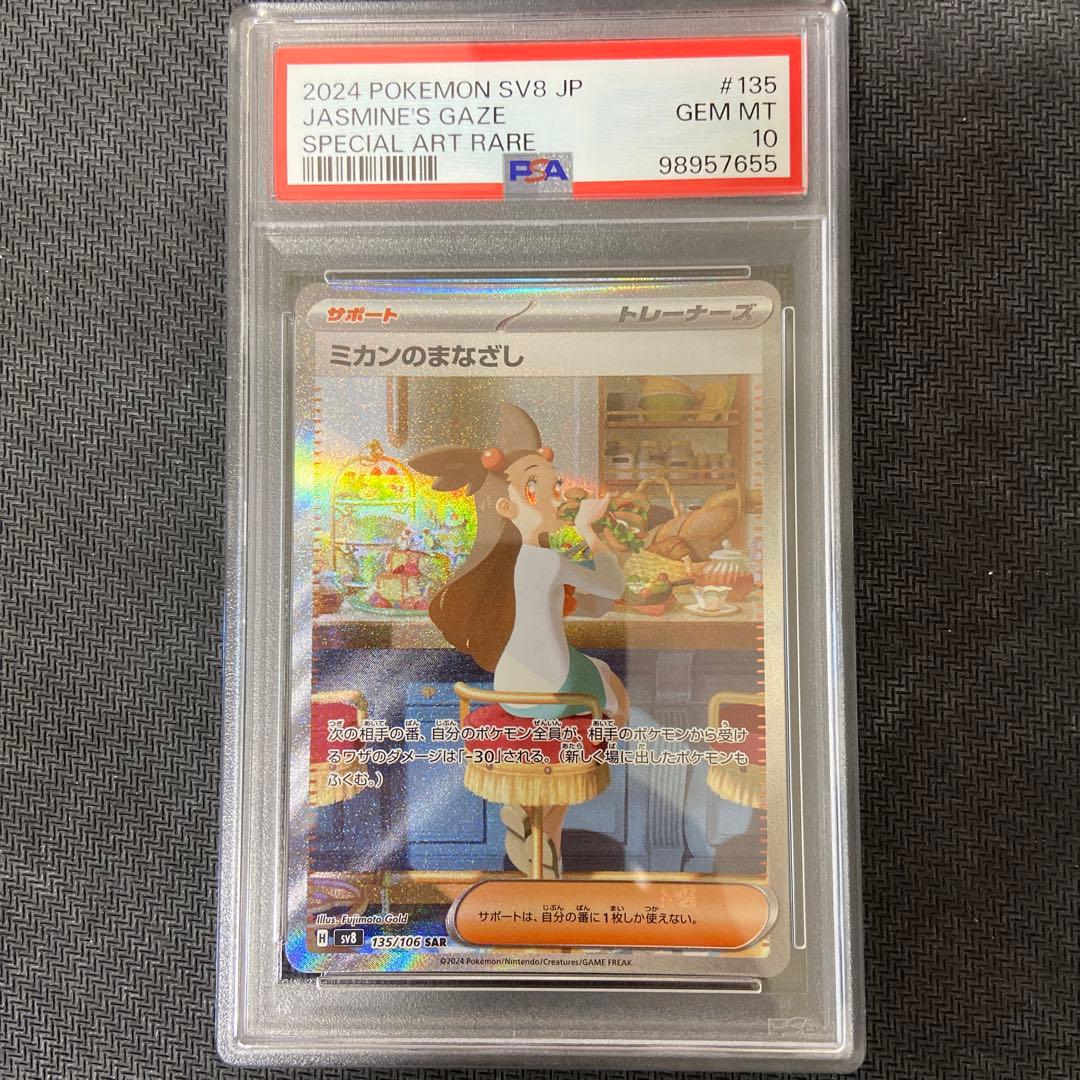 2024 POKEMON SV8 JP #135
JASMINE'S GAZE GEM MT
SPECIAL ART RARE 10
PSA 98957655
サポート トレーナーズ
ミカンのまなざし
次の相手の番、自分のポケモン全員が、相手のポケモンから受け
るワザのダメージは「-30」される。(新しく場に出したポケモンも
ふくむ。)
サポートは、自分の番に1枚しか使えない。
Illus. Fujimoto Gold
H sv8 135/106 SAR
©2024 Pokémon/Nintendo/Creatures/GAME FREAK